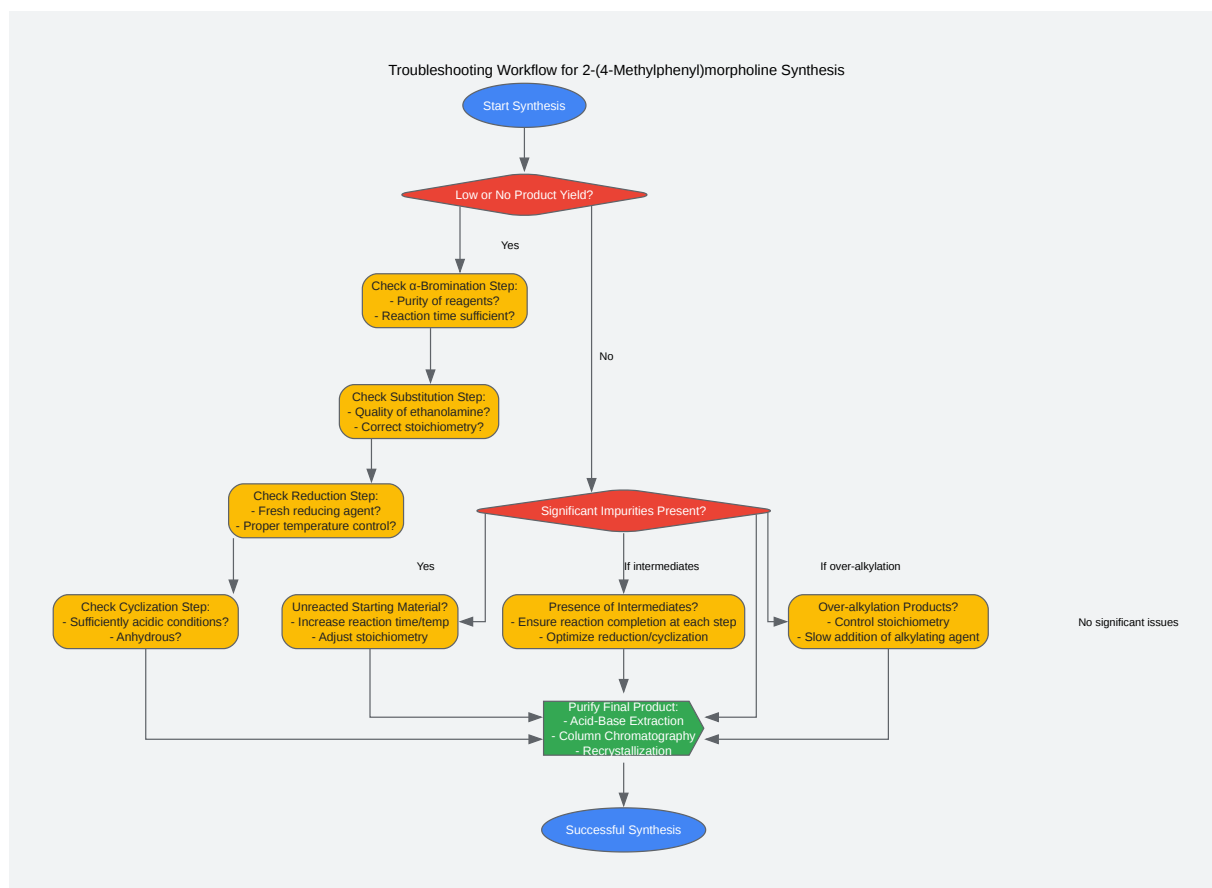 Troubleshooting Workflow for 2-(4-Methylphenyl)morpholine Synthesis
Start Synthesis
Low or No Product Yield?
Yes
Check α-Bromination Step:
- Purity of reagents?
- Reaction time sufficient?
No
Check Substitution Step:
- Quality of ethanolamine?
- Correct stoichiometry?
Check Reduction Step:
- Fresh reducing agent?
- Proper temperature control?
Significant Impurities Present?
Yes
If intermediates
If over-alkylation
Check Cyclization Step:
- Sufficiently acidic conditions?
- Anhydrous?
Unreacted Starting Material?
- Increase reaction time/temp
- Adjust stoichiometry
Presence of Intermediates?
- Ensure reaction completion at each step
- Optimize reduction/cyclization
Over-alkylation Products?
- Control stoichiometry
- Slow addition of alkylating agent
No significant issues
Purify Final Product:
- Acid-Base Extraction
- Column Chromatography
- Recrystallization
Successful Synthesis